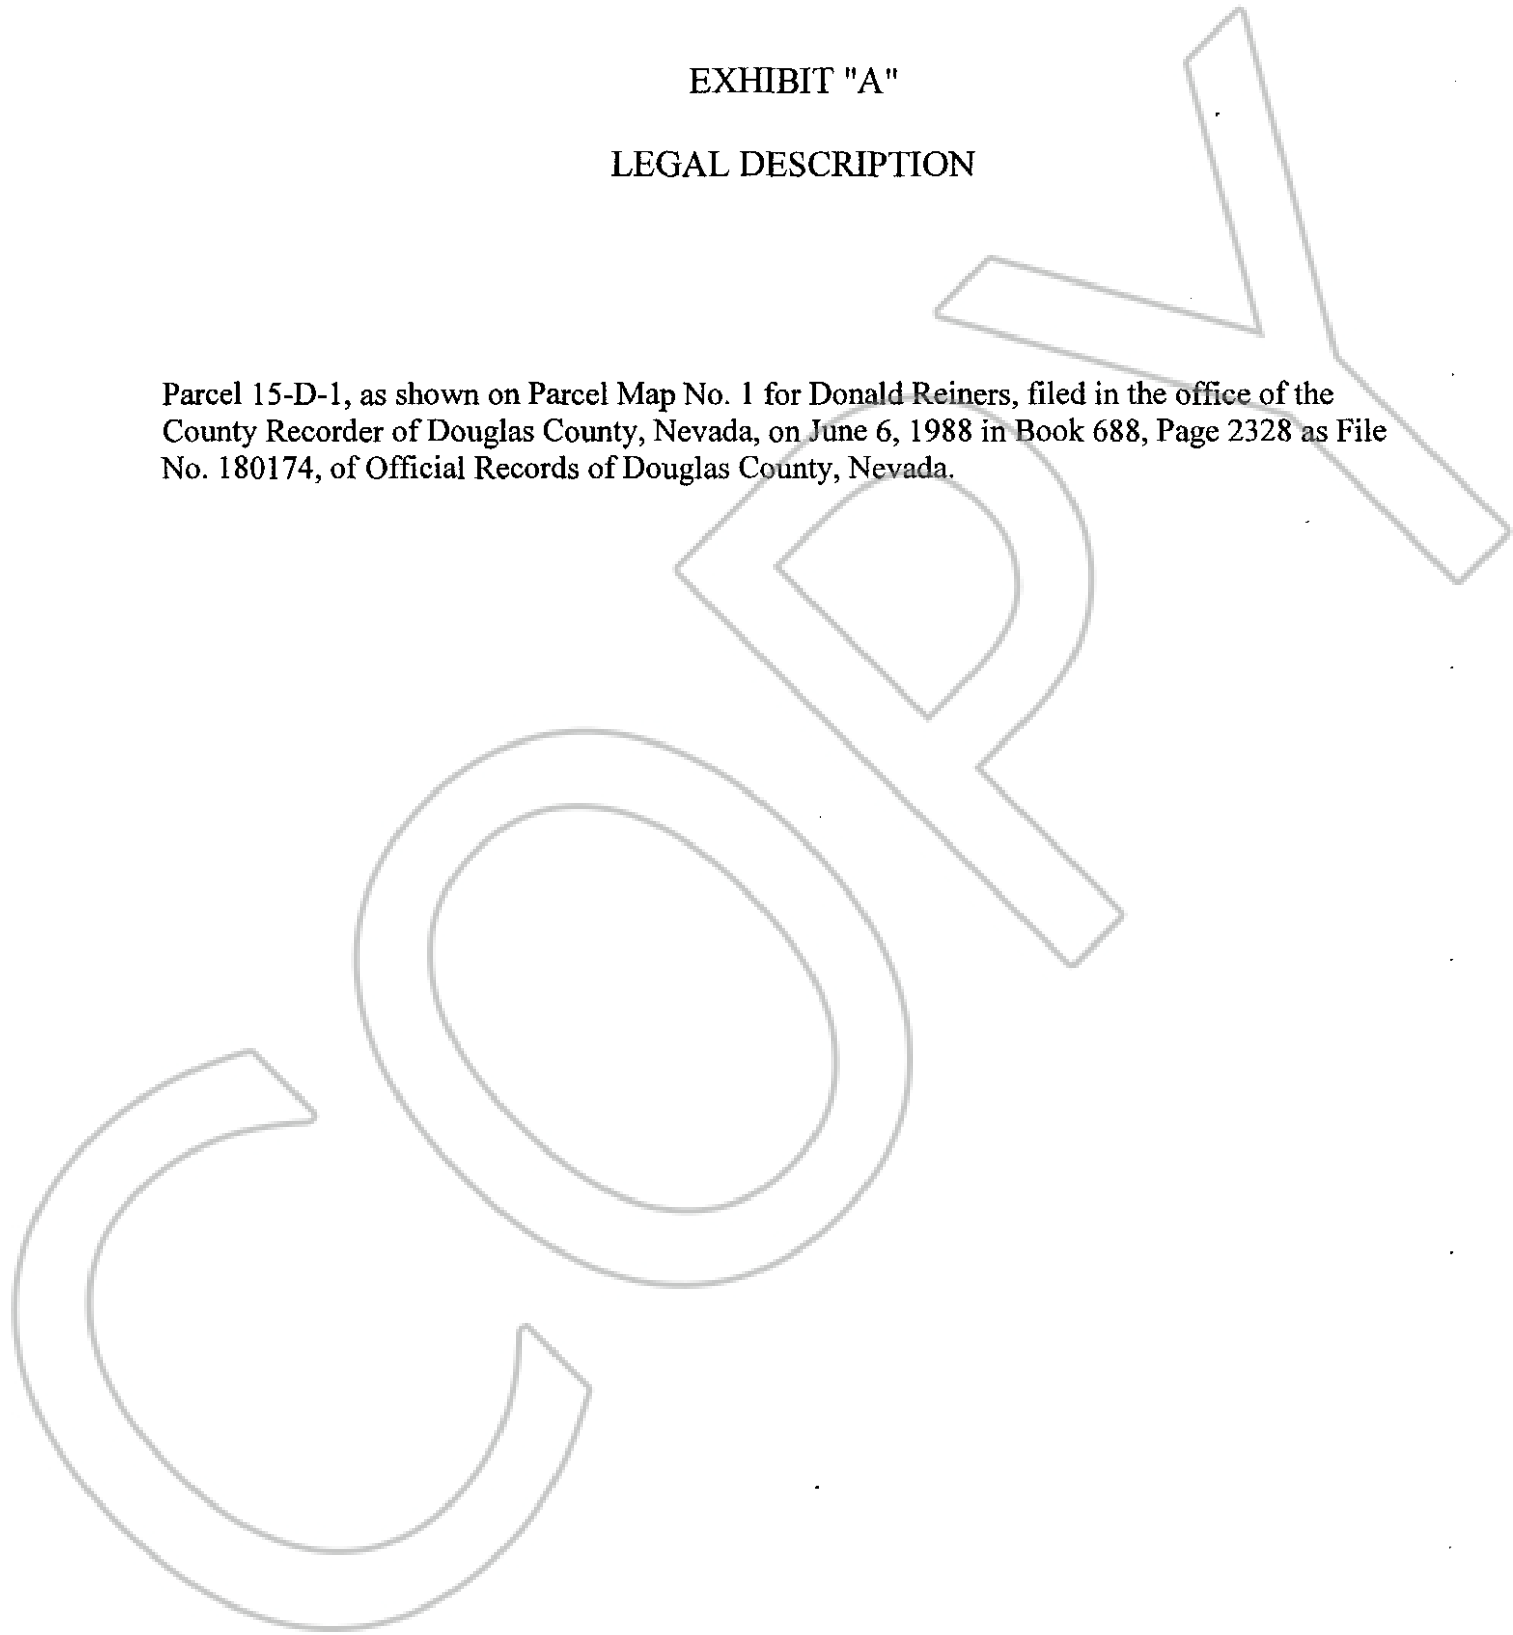 EXHIBIT "A"
LEGAL DESCRIPTION
Parcel 15-D-1, as shown on Parcel Map No. 1 for Donald Reiners, filed in the office of the
County Recorder of Douglas County, Nevada, on June 6, 1988 in Book 688, Page 2328 as File
No. 180174, of Official Records of Douglas County, Nevada.
COPY